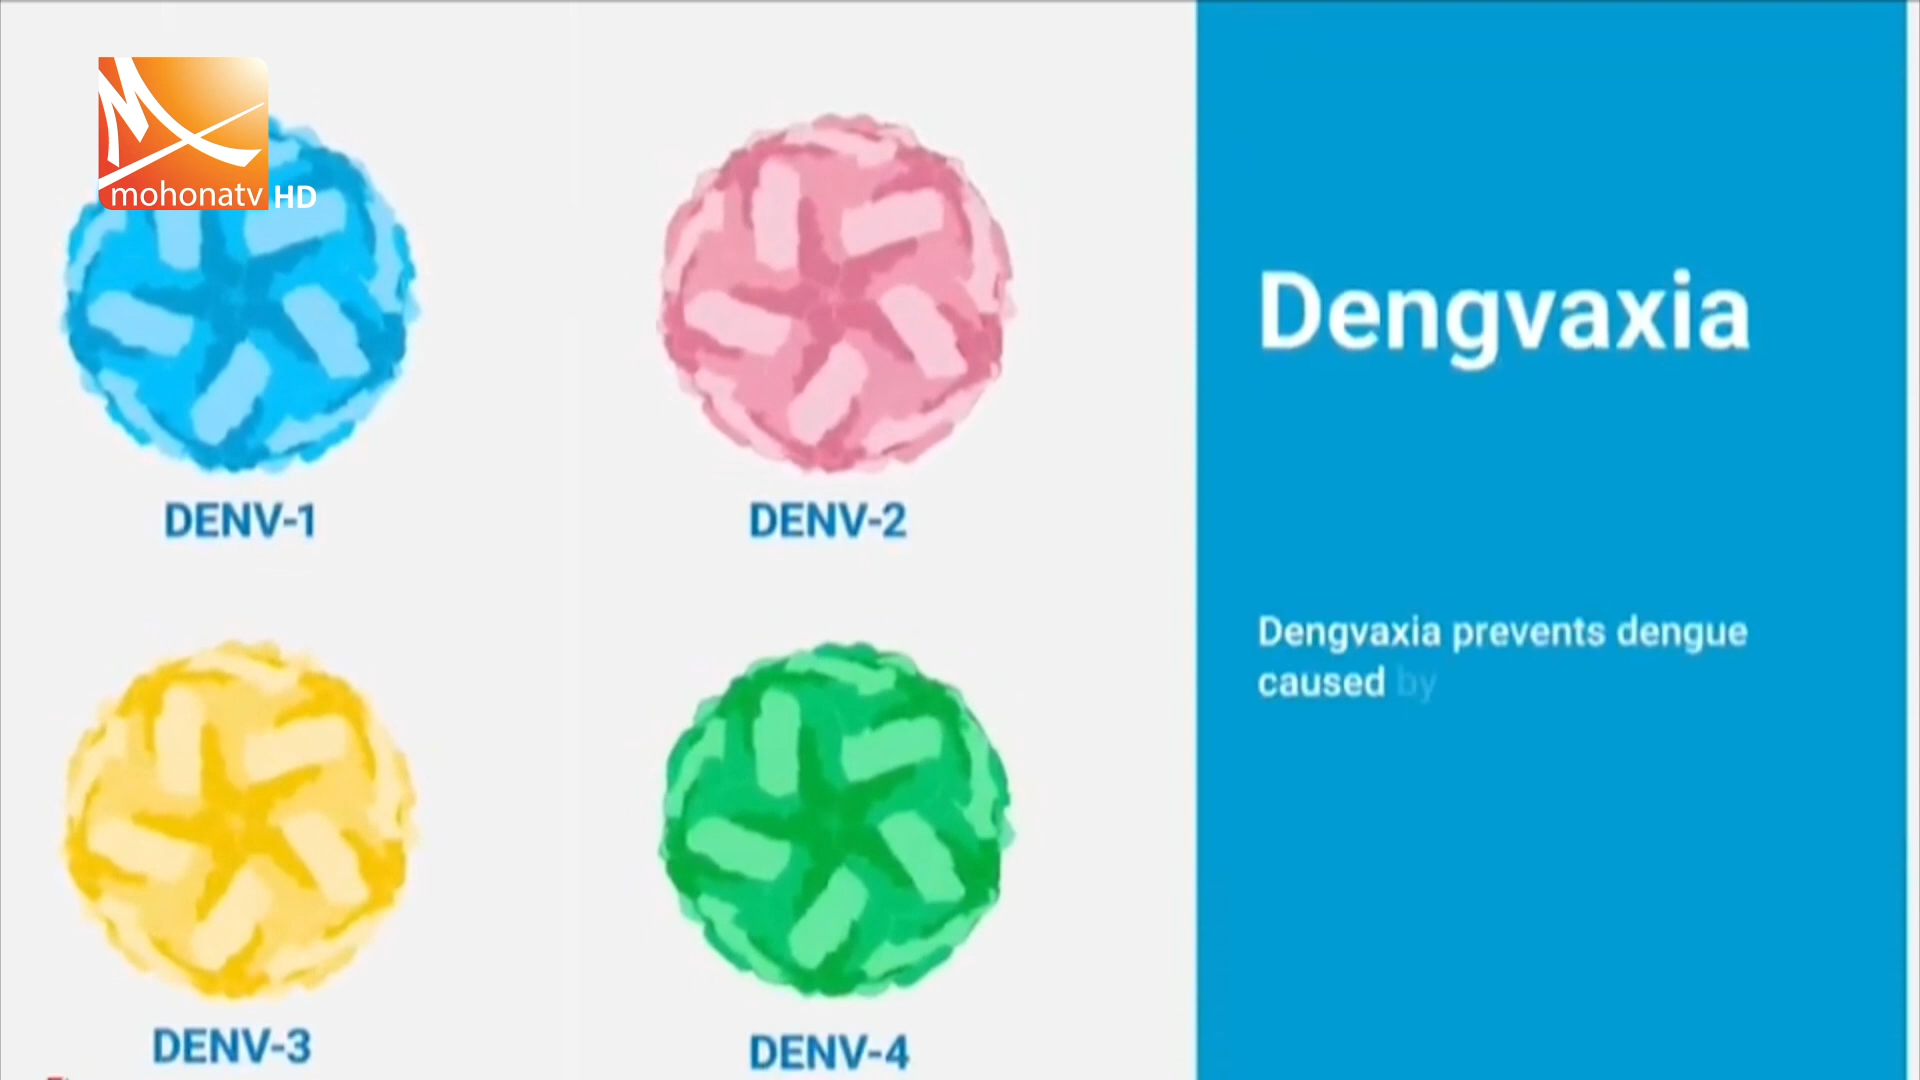 mohonatv HD
DENV-1
DENV-2
Dengvaxia
Dengvaxia prevents dengue
caused by
DENV-3
DENV-4